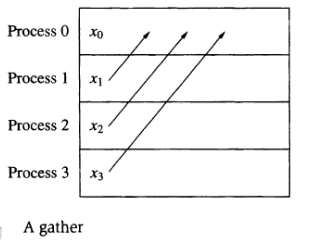 Process 0 x0
Process 1 x1
Process 2 x2
Process 3 x3
A gather